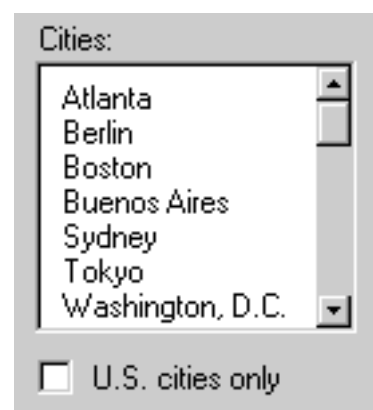 Cities:
Atlanta
Berlin
Boston
Buenos Aires
Sydney
Tokyo
Washington, D.C.
U.S. cities only